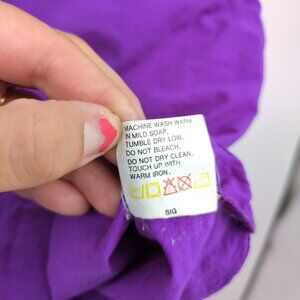 MACHINE WASH WARM
IN MILD SOAP.
TUMBLE DRY LOW.
DO NOT BLEACH.
DO NOT DRY CLEAN.
TOUCH UP WITH
WARM IRON.
SIG